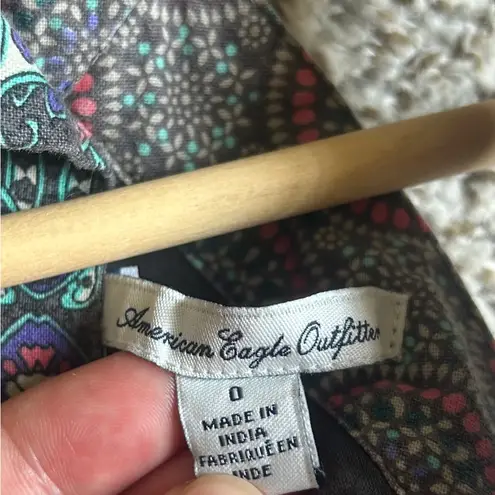 American Eagle Outfitters
0
MADE IN
INDIA
FABRIQUÉ EN
INDE